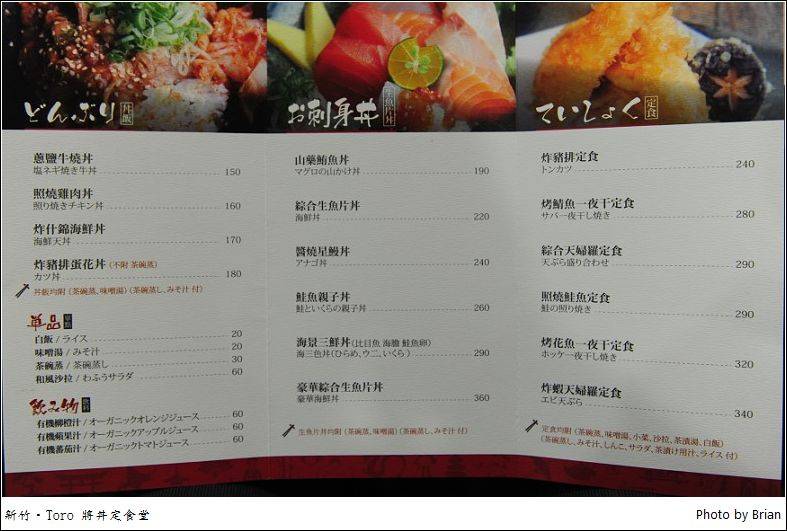 どんぶり 丼飯
蔥鹽牛燒丼
塩ネギ焼き牛丼 150
照燒雞肉丼
照り焼きチキン丼 160
炸什錦海鮮丼
海鮮天丼 170
炸豬排蛋花丼 (不附 茶碗蒸)
カツ丼 180
丼飯均附 (茶碗蒸、味噌湯) (茶碗蒸し、みそ汁 付)
単品
白飯 / ライス 20
味噌湯 / みそ汁 20
茶碗蒸 / 茶碗蒸し 30
和風沙拉 / わふうサラダ 60
飲み物
有機柳橙汁 / オーガニックオレンジジュース 60
有機蘋果汁 / オーガニックアップルジュース 60
有機蕃茄汁 / オーガニックトマトジュース 60
お刺身丼 生魚片丼
山藥鮪魚丼
マグロの山かけ丼 190
綜合生魚片丼
海鮮丼 220
醬燒星鰻丼
アナゴ丼 240
鮭魚親子丼
鮭といくらの親子丼 260
海景三鮮丼 (比目魚 海膽 鮭魚卵)
海三色丼 (ひらめ、ウニ、いくら) 290
豪華綜合生魚片丼
豪華海鮮丼 360
生魚片丼均附 (茶碗蒸、味噌湯) (茶碗蒸し、みそ汁 付)
ていしょく 定食
炸豬排定食
トンカツ 240
烤鯖魚一夜干定食
サバ一夜干し焼き 280
綜合天婦羅定食
天ぷら盛り合わせ 290
照燒鮭魚定食
鮭の照り焼き 290
烤花魚一夜干定食
ホッケ一夜干し焼き 320
炸蝦天婦羅定食
エビ天ぷら 340
定食均附 (茶碗蒸、味噌湯、小菜、沙拉、茶漬湯、白飯)
(茶碗蒸し、みそ汁、しんこ、サラダ、茶漬け用汁、ライス 付)
新竹‧Toro 將丼定食堂
Photo by Brian